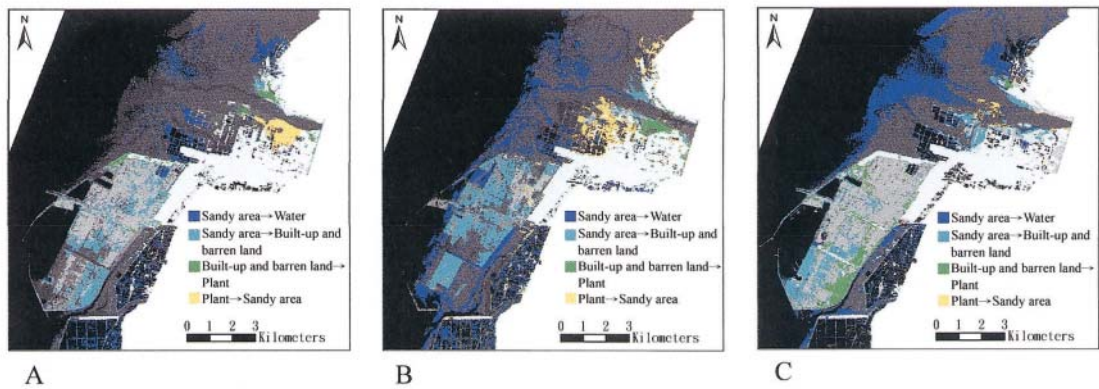 N
Sandy area→Water
Sandy area→Built-up and
barren land
Built-up and barren land→
Plant
Plant→Sandy area
0 1 2 3
Kilometers
A
N
Sandy area→Water
Sandy area→Built-up and
barren land
Built-up and barren land→
Plant
Plant→Sandy area
0 1 2 3
Kilometers
B
N
Sandy area→Water
Sandy area→Built-up and
barren land
Built-up and barren land→
Plant
Plant→Sandy area
0 1 2 3
Kilometers
C